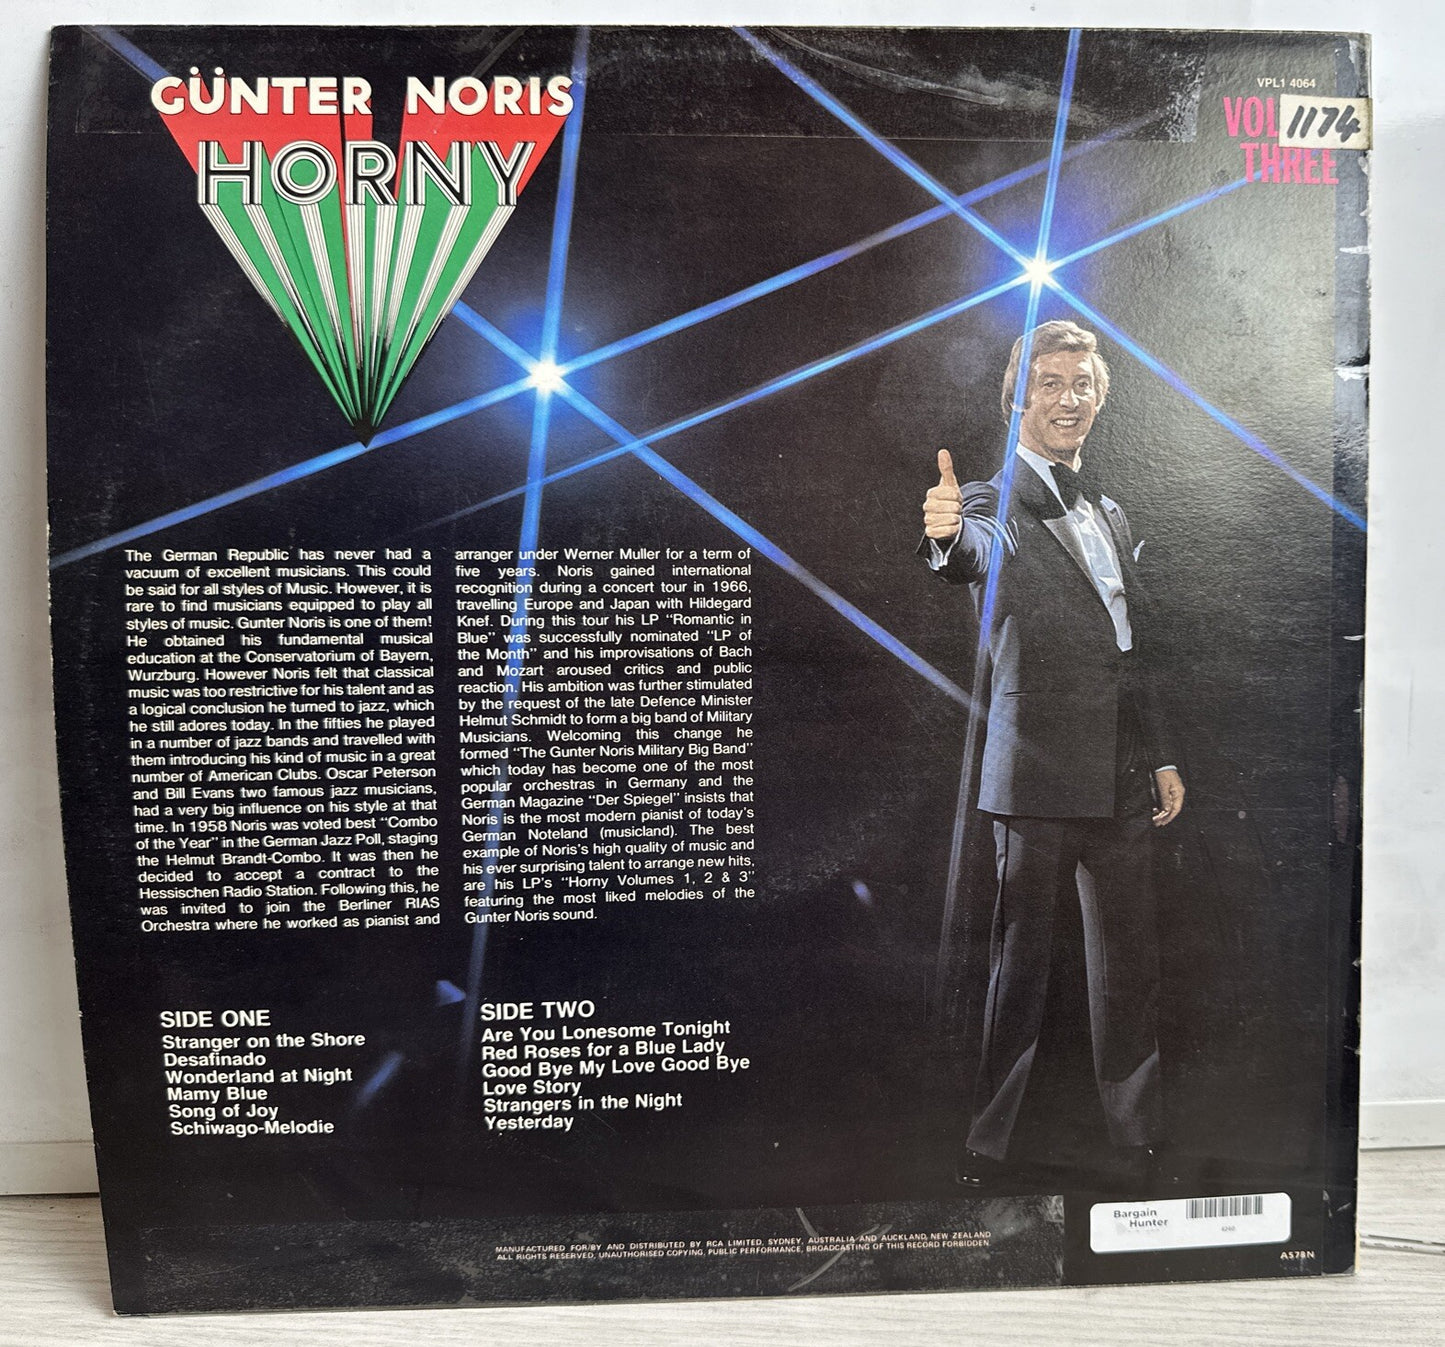 GÜNTER NORIS
HORNY
VPL1 4064
VOL
1174
THREE
The German Republic has never had a
vacuum of excellent musicians. This could
be said for all styles of Music. However, it is
rare to find musicians equipped to play all
styles of music. Gunter Noris is one of them!
He obtained his fundamental musical
education at the Conservatorium of Bayern,
Wurzburg. However Noris felt that classical
music was too restrictive for his talent and as
a logical conclusion he turned to jazz, which
he still adores today. In the fifties he played
in a number of jazz bands and travelled with
them introducing his kind of music in a great
number of American Clubs. Oscar Peterson
and Bill Evans two famous jazz musicians,
had a very big influence on his style at that
time. In 1958 Noris was voted best "Combo
of the Year" in the German Jazz Poll, staging
the Helmut Brandt-Combo. It was then he
decided to accept a contract to the
Hessischen Radio Station. Following this, he
was invited to join the Berliner RIAS
Orchestra where he worked as pianist and
arranger under Werner Muller for a term of
five years. Noris gained international
recognition during a concert tour in 1966,
travelling Europe and Japan with Hildegard
Knef. During this tour his LP "Romantic in
Blue" was successfully nominated "LP of
the Month" and his improvisations of Bach
and Mozart aroused critics and public
reaction. His ambition was further stimulated
by the request of the late Defence Minister
Helmut Schmidt to form a big band of Military
Musicians. Welcoming this change he
formed "The Gunter Noris Military Big Band"
which today has become one of the most
popular orchestras in Germany and the
German Magazine "Der Spiegel" insists that
Noris is the most modern pianist of today's
German Noteland (musicland). The best
example of Noris's high quality of music and
his ever surprising talent to arrange new hits,
are his LP's "Horny Volumes 1, 2 & 3"
featuring the most liked melodies of the
Gunter Noris sound.
SIDE ONE
Stranger on the Shore
Desafinado
Wonderland at Night
Mamy Blue
Song of Joy
Schiwago-Melodie
SIDE TWO
Are You Lonesome Tonight
Red Roses for a Blue Lady
Good Bye My Love Good Bye
Love Story
Strangers in the Night
Yesterday
Bargain
Hunter
MANUFACTURED FOR/BY AND DISTRIBUTED BY RCA LIMITED, SYDNEY, AUSTRALIA AND AUCKLAND, NEW ZEALAND
ALL RIGHTS RESERVED, UNAUTHORISED COPYING, PUBLIC PERFORMANCE, BROADCASTING OF THIS RECORD FORBIDDEN.
AS78N